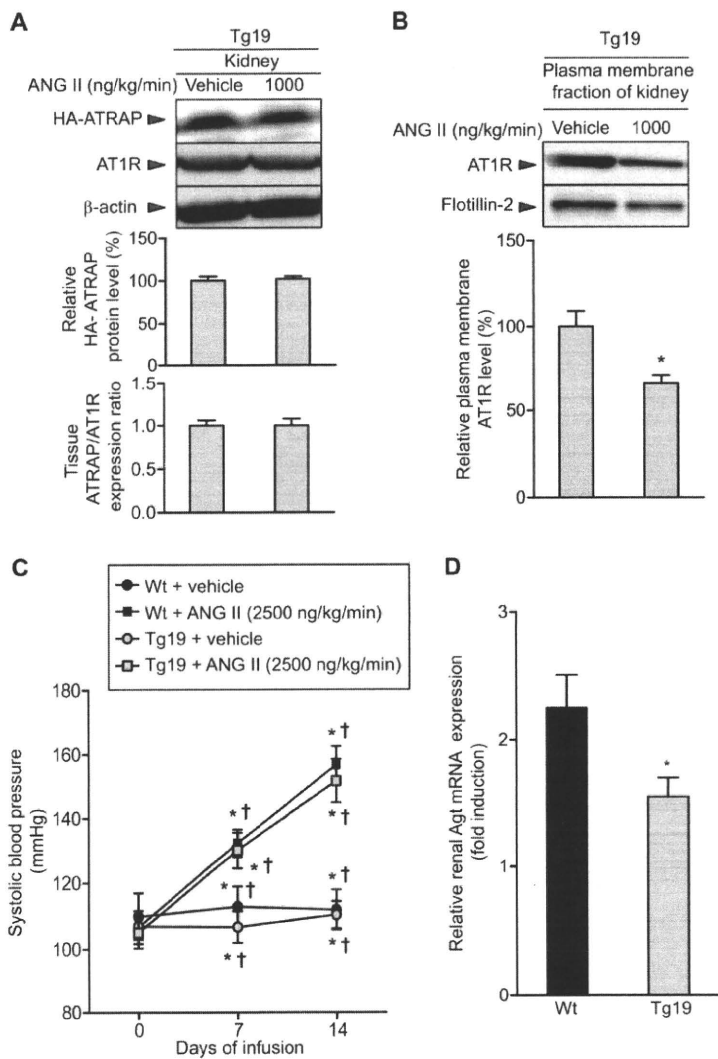 A
Tg19
Kidney
ANG II (ng/kg/min) Vehicle 1000
HA-ATRAP
AT1R
β-actin
Relative
HA- ATRAP
protein level (%)
150
100
50
0
Tissue
ATRAP/AT1R
expression ratio
1.5
1.0
0.5
0.0
B
Tg19
Plasma membrane
fraction of kidney
ANG II (ng/kg/min) Vehicle 1000
AT1R
Flotillin-2
Relative plasma membrane
AT1R level (%)
150
100
50
0
*
C
Wt + vehicle
Wt + ANG II (2500 ng/kg/min)
Tg19 + vehicle
Tg19 + ANG II (2500 ng/kg/min)
Systolic blood pressure
(mmHg)
180
160
140
120
100
80
*†
*†
*†
*†
*†
*†
*†
*†
0 7 14
Days of infusion
D
Relative renal Agt mRNA expression
(fold induction)
3
2
1
0
*
Wt Tg19